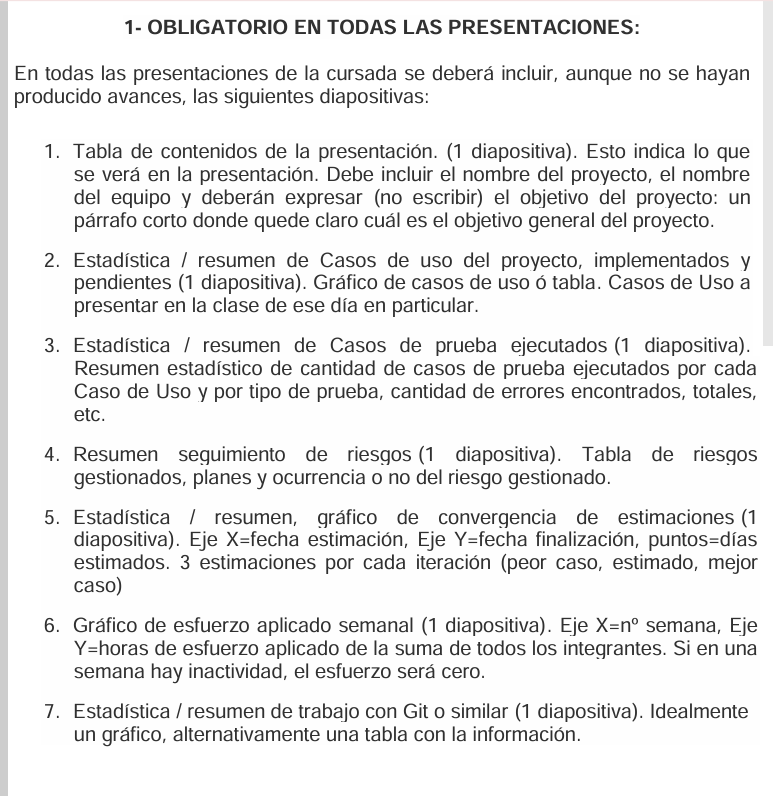 1- OBLIGATORIO EN TODAS LAS PRESENTACIONES:
En todas las presentaciones de la cursada se deberá incluir, aunque no se hayan
producido avances, las siguientes diapositivas:
1. Tabla de contenidos de la presentación. (1 diapositiva). Esto indica lo que
se verá en la presentación. Debe incluir el nombre del proyecto, el nombre
del equipo y deberán expresar (no escribir) el objetivo del proyecto: un
párrafo corto donde quede claro cuál es el objetivo general del proyecto.
2. Estadística / resumen de Casos de uso del proyecto, implementados y
pendientes (1 diapositiva). Gráfico de casos de uso ó tabla. Casos de Uso a
presentar en la clase de ese día en particular.
3. Estadística / resumen de Casos de prueba ejecutados (1 diapositiva).
Resumen estadístico de cantidad de casos de prueba ejecutados por cada
Caso de Uso y por tipo de prueba, cantidad de errores encontrados, totales,
etc.
4. Resumen seguimiento de riesgos (1 diapositiva). Tabla de riesgos
gestionados, planes y ocurrencia o no del riesgo gestionado.
5. Estadística / resumen, gráfico de convergencia de estimaciones (1
diapositiva). Eje X=fecha estimación, Eje Y=fecha finalización, puntos=días
estimados. 3 estimaciones por cada iteración (peor caso, estimado, mejor
caso)
6. Gráfico de esfuerzo aplicado semanal (1 diapositiva). Eje X=nº semana, Eje
Y=horas de esfuerzo aplicado de la suma de todos los integrantes. Si en una
semana hay inactividad, el esfuerzo será cero.
7. Estadística / resumen de trabajo con Git o similar (1 diapositiva). Idealmente
un gráfico, alternativamente una tabla con la información.